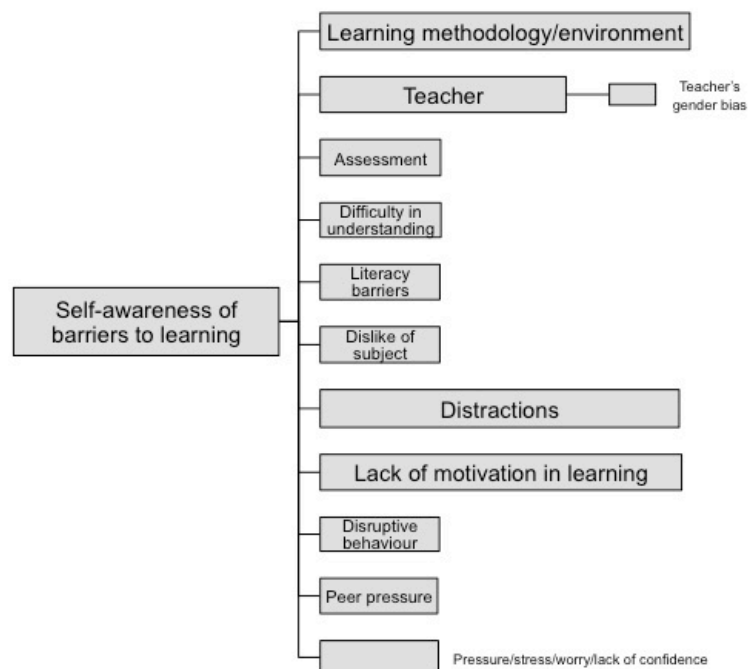 Learning methodology/environment
Teacher
Teacher's
gender bias
Assessment
Difficulty in
understanding
Literacy
barriers
Self-awareness of
barriers to learning
Dislike of
subject
Distractions
Lack of motivation in learning
Disruptive
behaviour
Peer pressure
Pressure/stress/worry/lack of confidence